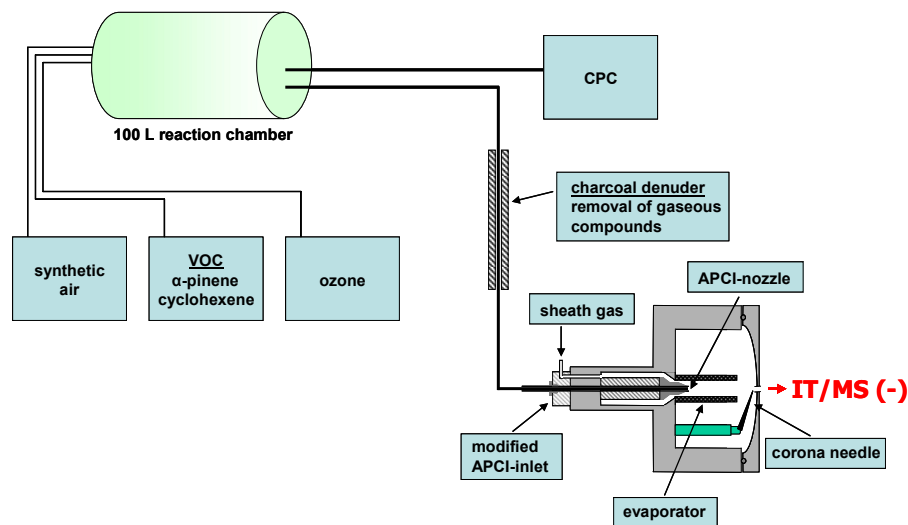 CPC
100 L reaction chamber
charcoal denuder
removal of gaseous
compounds
synthetic
air
VOC
α-pinene
cyclohexene
ozone
APCI-nozzle
sheath gas
IT/MS (-)
modified
APCI-inlet
corona needle
evaporator